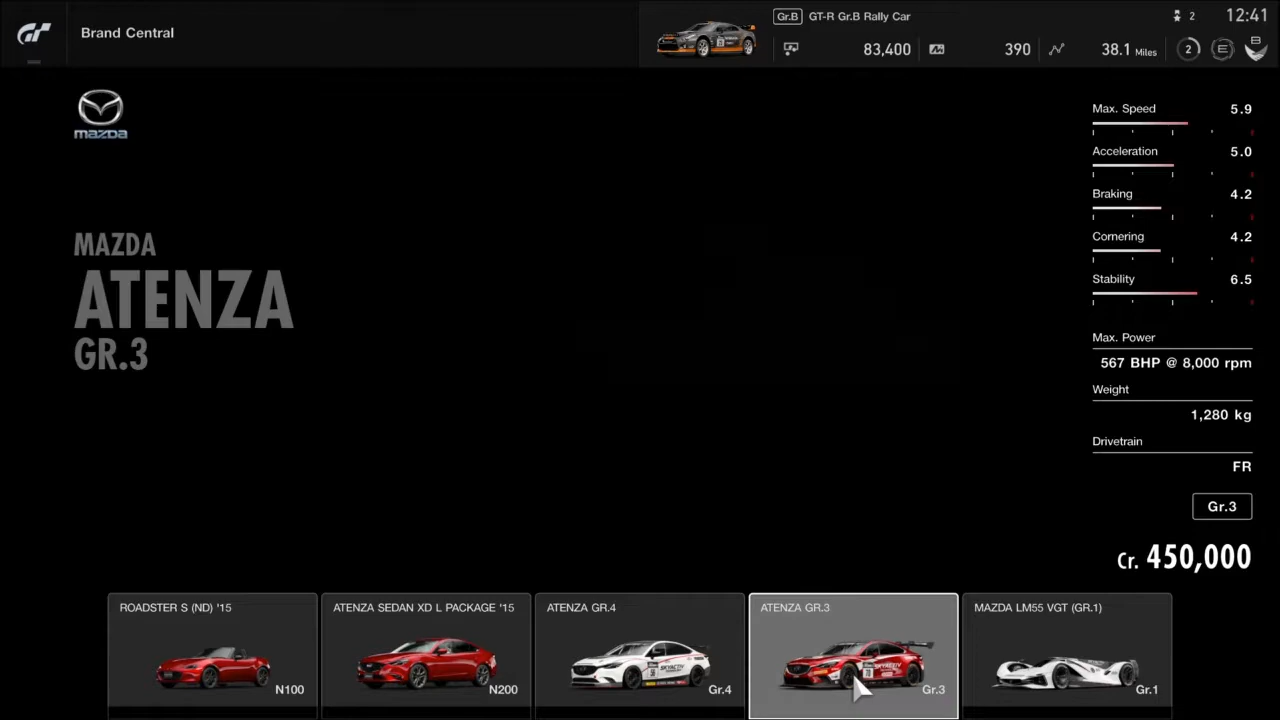 Brand Central
Gr.B GT-R Gr.B Rally Car
2
12:41
83,400
390
38.1 Miles
2
E
B
mazda
MAZDA
ATENZA
GR.3
Max. Speed 5.9
Acceleration 5.0
Braking 4.2
Cornering 4.2
Stability 6.5
Max. Power
567 BHP @ 8,000 rpm
Weight
1,280 kg
Drivetrain
FR
Gr.3
Cr. 450,000
ROADSTER S (ND) '15
N100
ATENZA SEDAN XD L PACKAGE '15
N200
ATENZA GR.4
SKYACTIV
Gr.4
ATENZA GR.3
SKYACTIV
Gr.3
MAZDA LM55 VGT (GR.1)
Gr.1